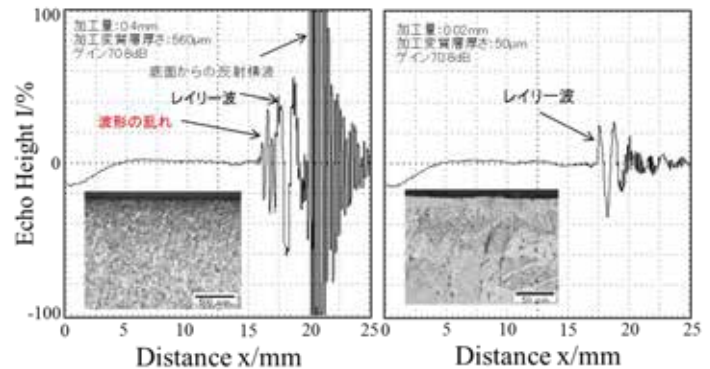 100
加工量:0.4mm
加工変質層厚さ:560μm
ゲイン70.8dB
底面からの反射横波
レイリー波
波形の乱れ
0
-100
Echo Height I/%
0 5 10 15 20 25
Distance x/mm
加工量:0.02mm
加工変質層厚さ:50μm
ゲイン70.8dB
レイリー波
50 μm
0 5 10 15 20 25
Distance x/mm